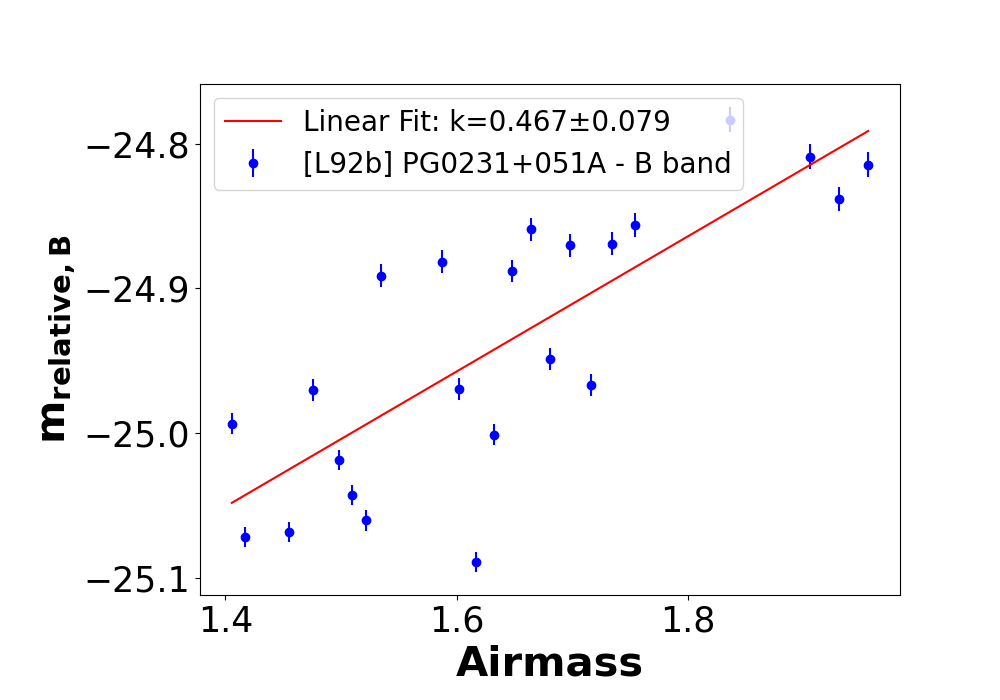 Linear Fit: k=0.467±0.079
[L92b] PG0231+051A - B band
−24.8
−24.9
−25.0
−25.1
m_relative, B
1.4 1.6 1.8
Airmass